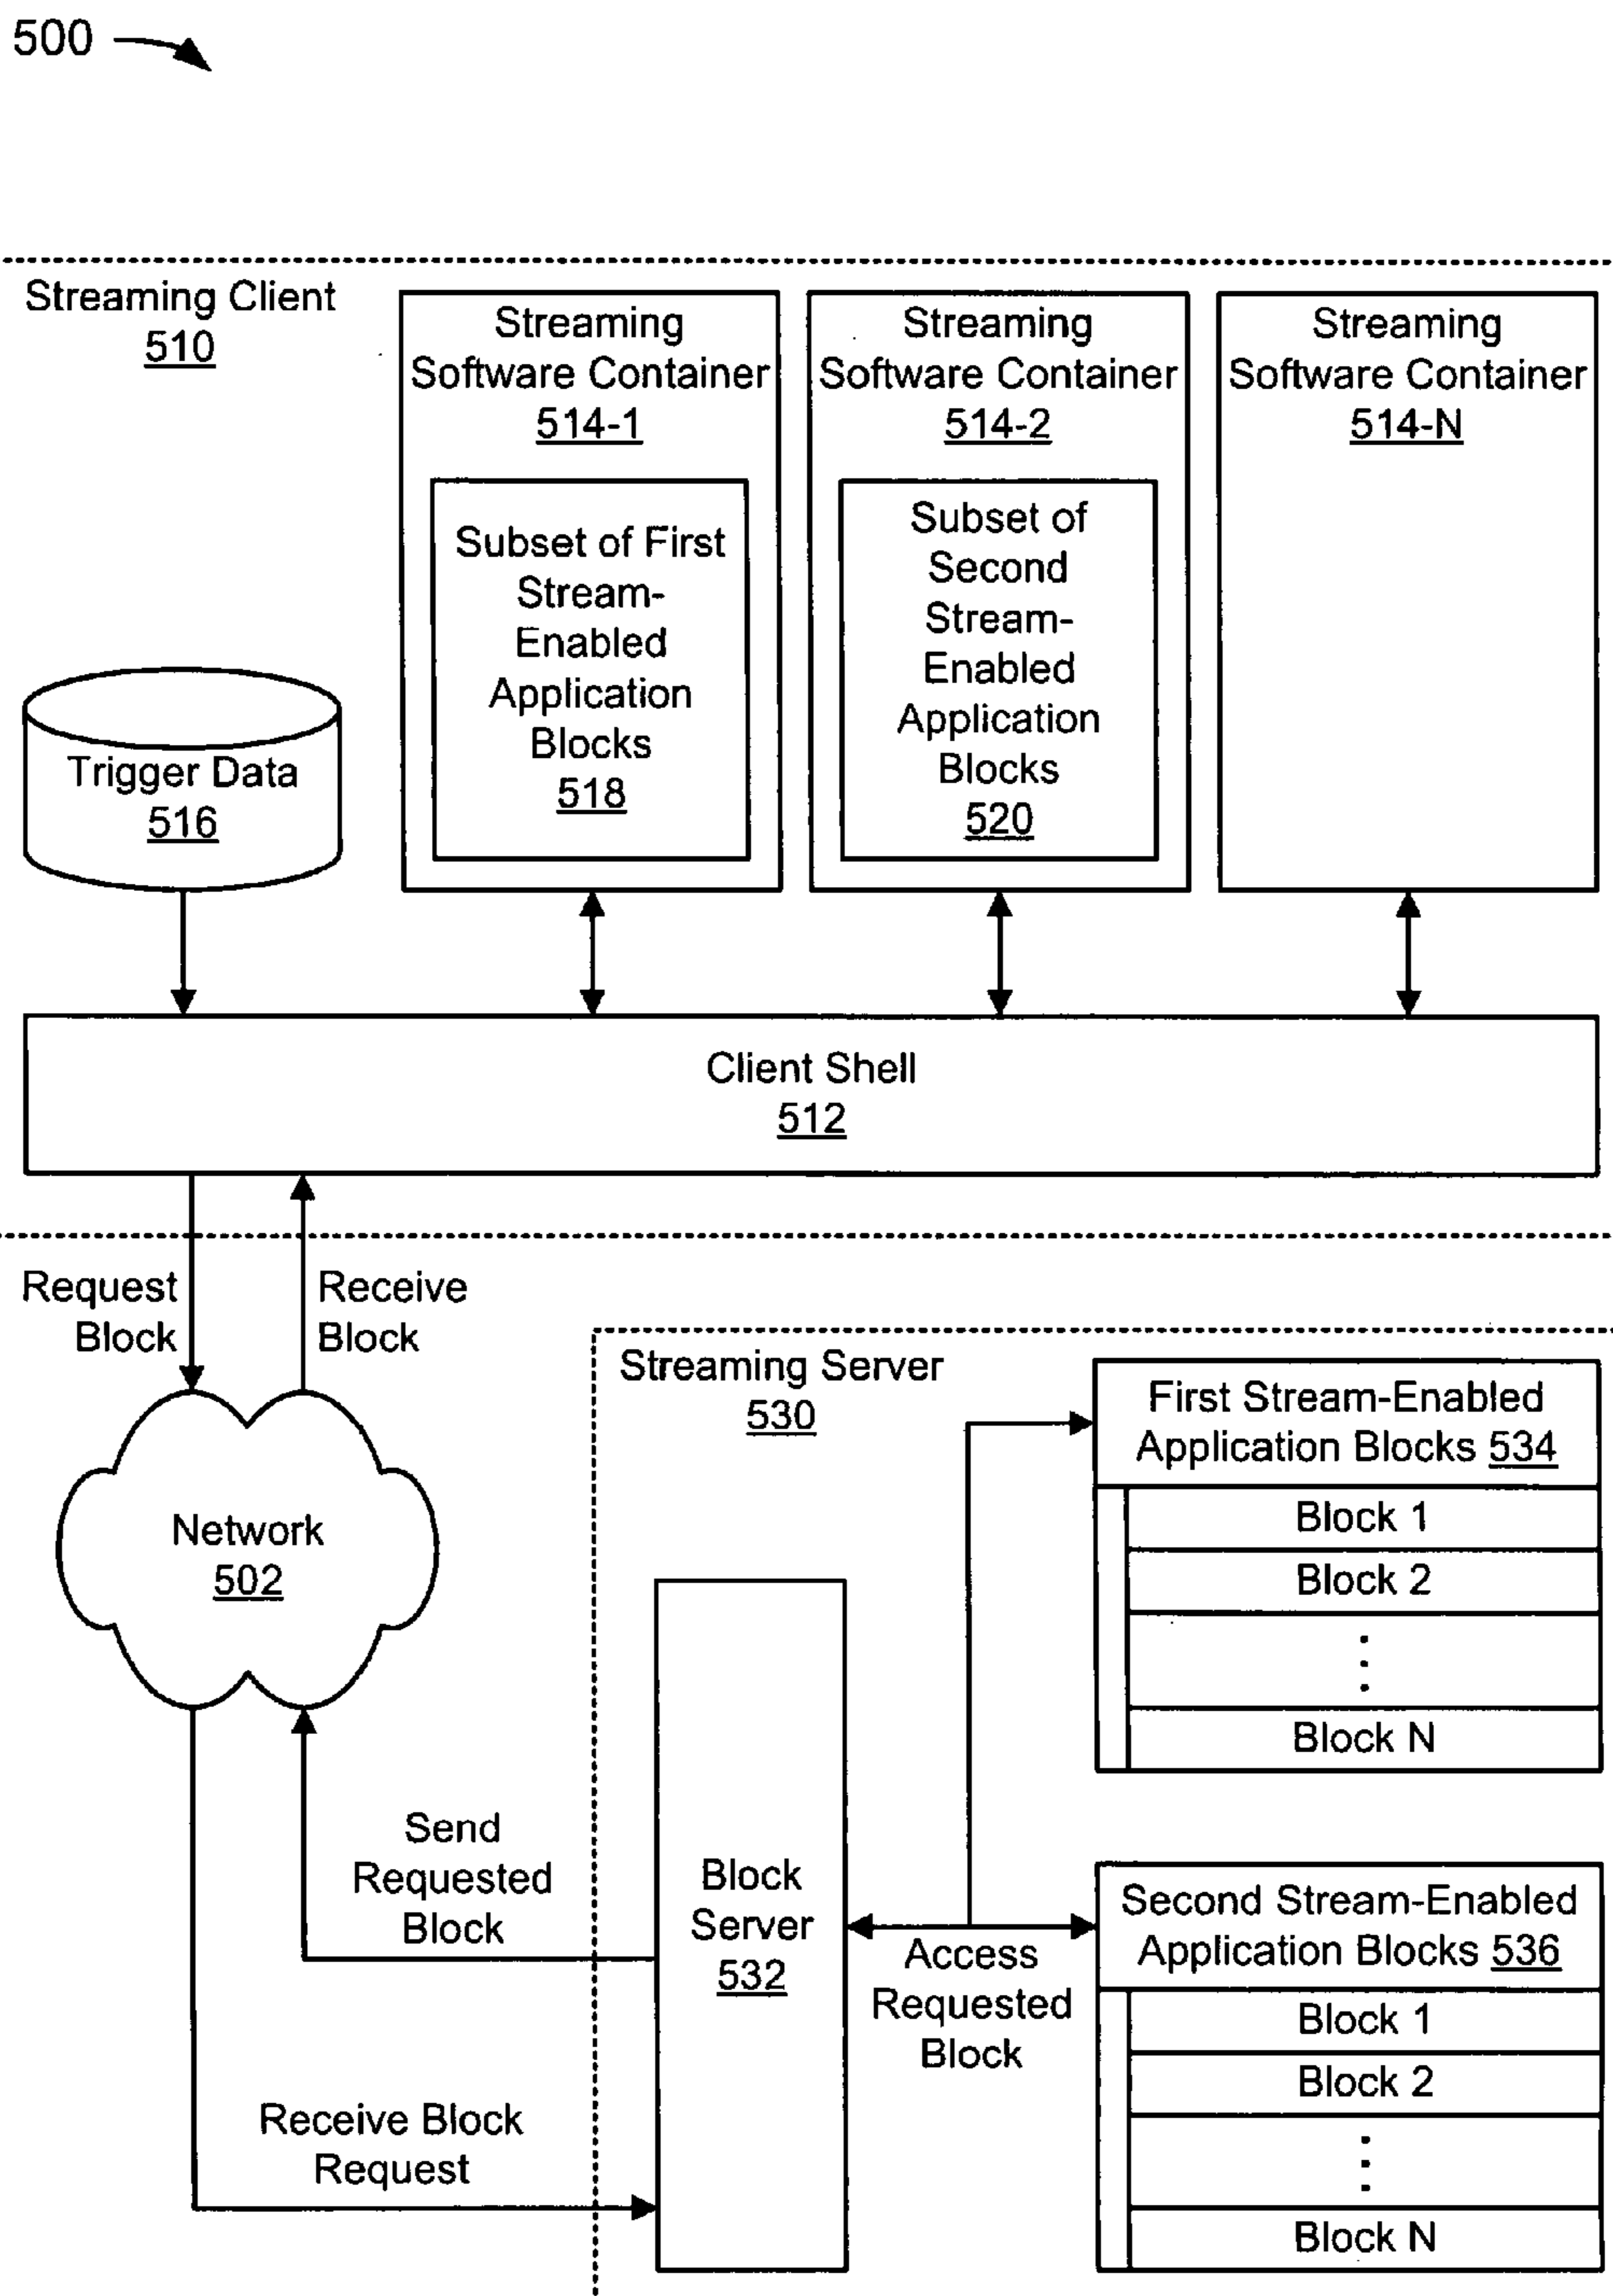 500
Streaming Client
510
Streaming
Software Container
514-1
Subset of First
Stream-
Enabled
Application
Blocks
518
Streaming
Software Container
514-2
Subset of
Second
Stream-
Enabled
Application
Blocks
520
Streaming
Software Container
514-N
Trigger Data
516
Client Shell
512
Request
Block
Receive
Block
Network
502
Streaming Server
530
First Stream-Enabled
Application Blocks 534
Block 1
Block 2
Block N
Send
Requested
Block
Block
Server
532
Access
Requested
Block
Second Stream-Enabled
Application Blocks 536
Block 1
Block 2
Block N
Receive Block
Request